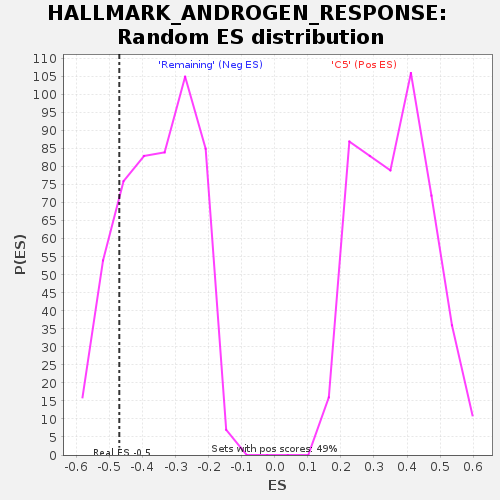 HALLMARK_ANDROGEN_RESPONSE:
Random ES distribution
'Remaining' (Neg ES)
'C5' (Pos ES)
110
105
100
95
90
85
80
75
70
65
60
55
50
45
40
35
30
25
20
15
10
5
0
P(ES)
Real ES -0.5
Sets with pos scores: 49%
-0.6 -0.5 -0.4 -0.3 -0.2 -0.1 0.0 0.1 0.2 0.3 0.4 0.5 0.6
ES